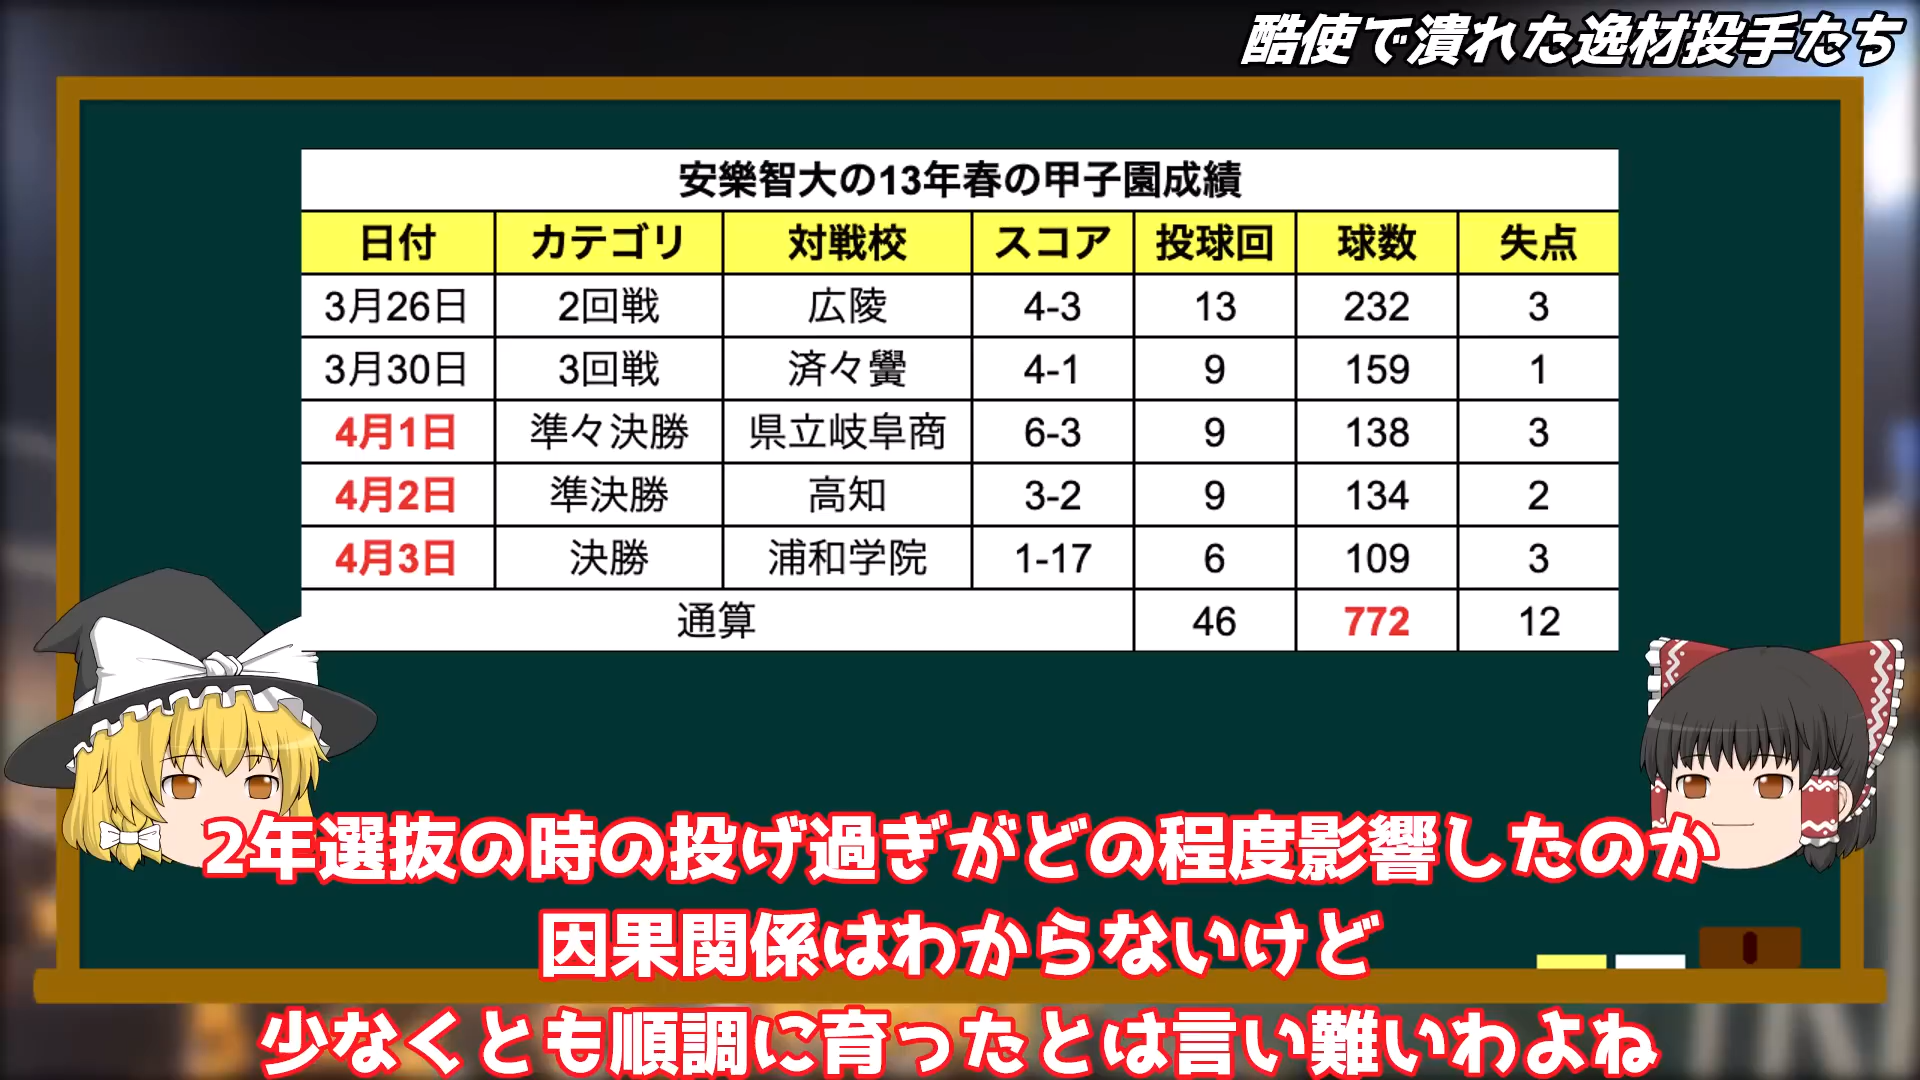 酷使で潰れた逸材投手たち
安樂智大の13年春の甲子園成績
日付 カテゴリ 対戦校 スコア 投球回 球数 失点
3月26日 2回戦 広陵 4-3 13 232 3
3月30日 3回戦 済々黌 4-1 9 159 1
4月1日 準々決勝 県立岐阜商 6-3 9 138 3
4月2日 準決勝 高知 3-2 9 134 2
4月3日 決勝 浦和学院 1-17 6 109 3
通算 46 772 12
2年選抜の時の投げ過ぎがどの程度影響したのか
因果関係はわからないけど
少なくとも順調に育ったとは言い難いわよね